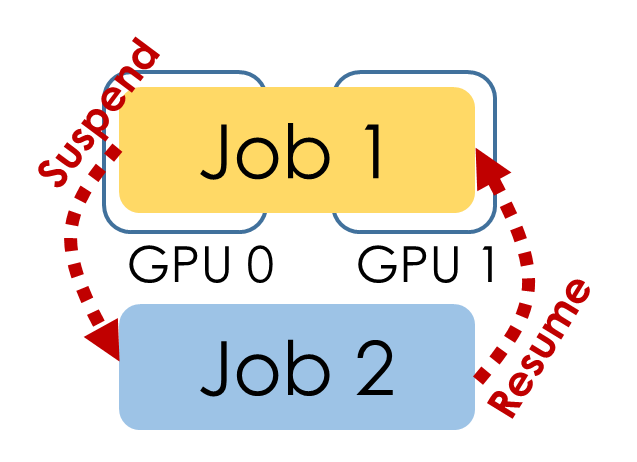 Suspend
Job 1
GPU 0
GPU 1
Job 2
Resume